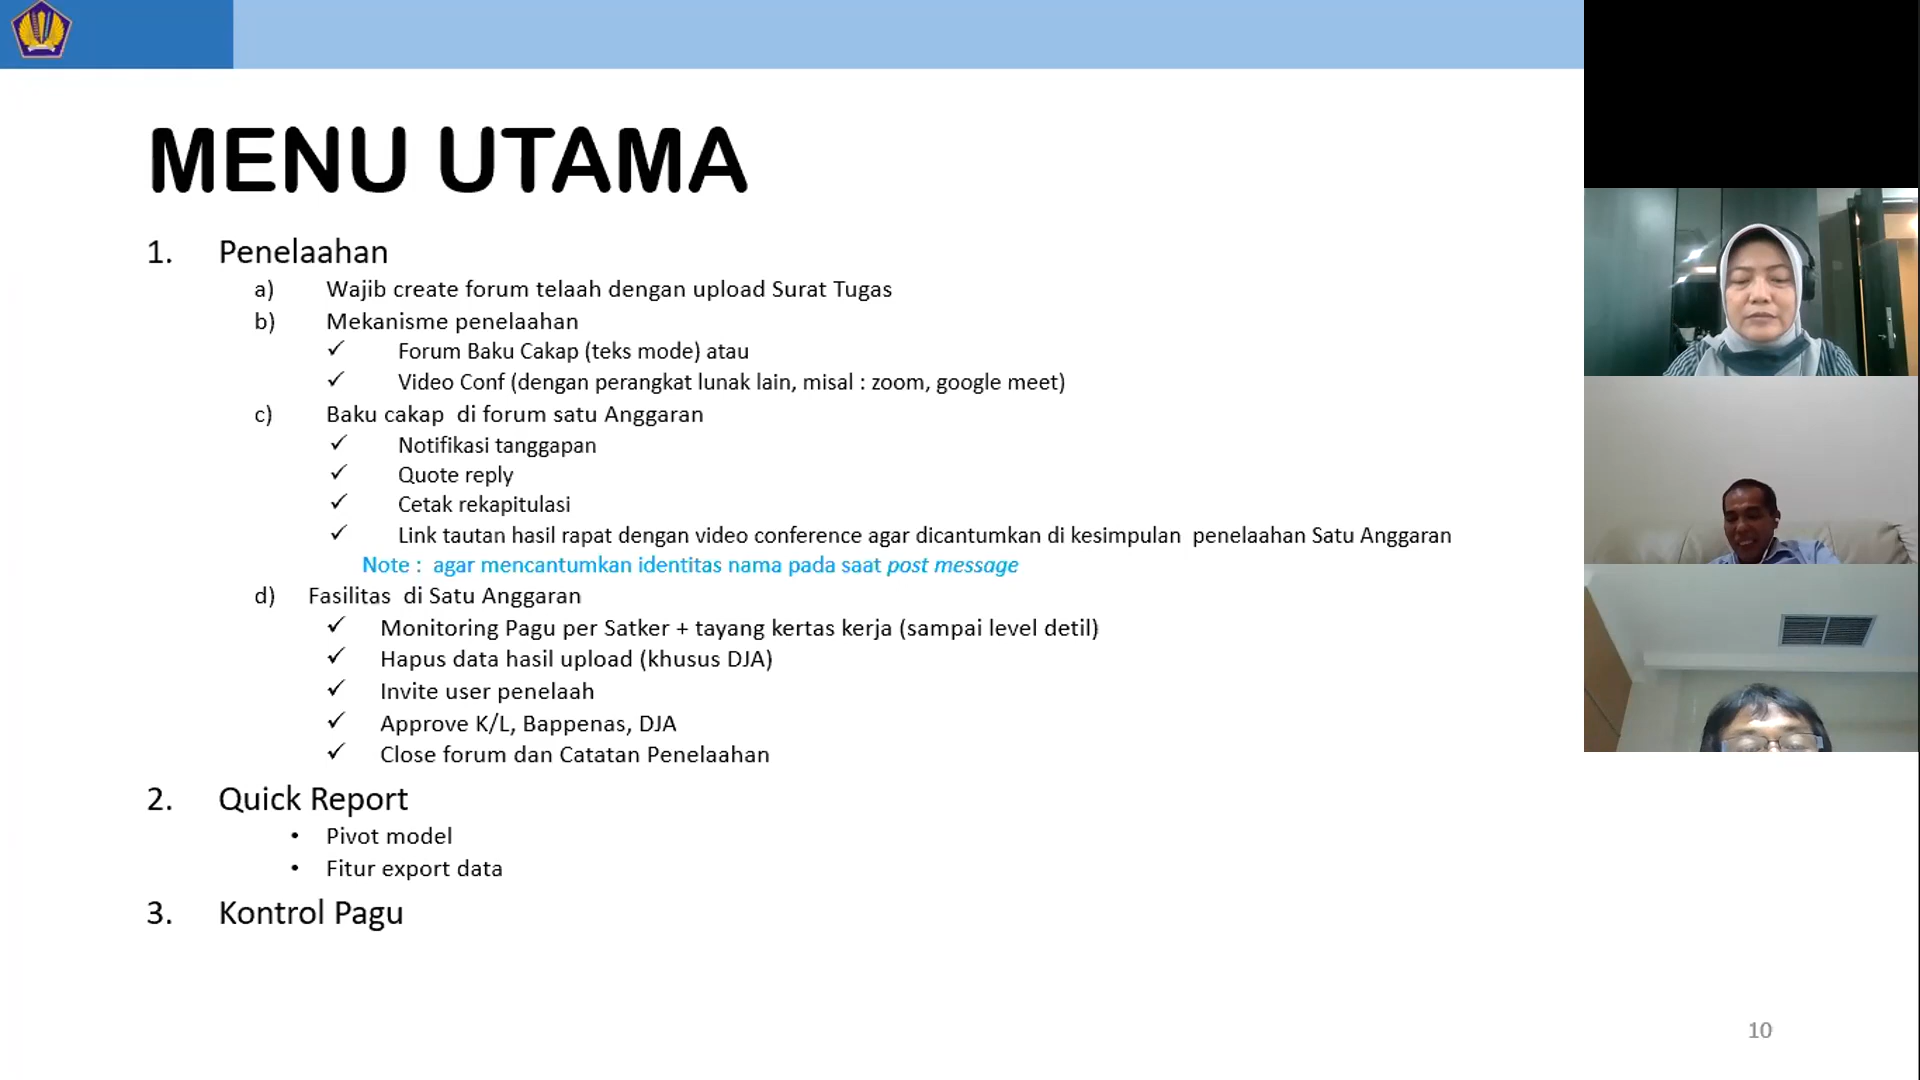 MENU UTAMA
1. Penelaahan
a) Wajib create forum telaah dengan upload Surat Tugas
b) Mekanisme penelaahan
✓ Forum Baku Cakap (teks mode) atau
✓ Video Conf (dengan perangkat lunak lain, misal : zoom, google meet)
c) Baku cakap di forum satu Anggaran
✓ Notifikasi tanggapan
✓ Quote reply
✓ Cetak rekapitulasi
✓ Link tautan hasil rapat dengan video conference agar dicantumkan di kesimpulan penelaahan Satu Anggaran
Note : agar mencantumkan identitas nama pada saat post message
d) Fasilitas di Satu Anggaran
✓ Monitoring Pagu per Satker + tayang kertas kerja (sampai level detil)
✓ Hapus data hasil upload (khusus DJA)
✓ Invite user penelaah
✓ Approve K/L, Bappenas, DJA
✓ Close forum dan Catatan Penelaahan
2. Quick Report
• Pivot model
• Fitur export data
3. Kontrol Pagu
10